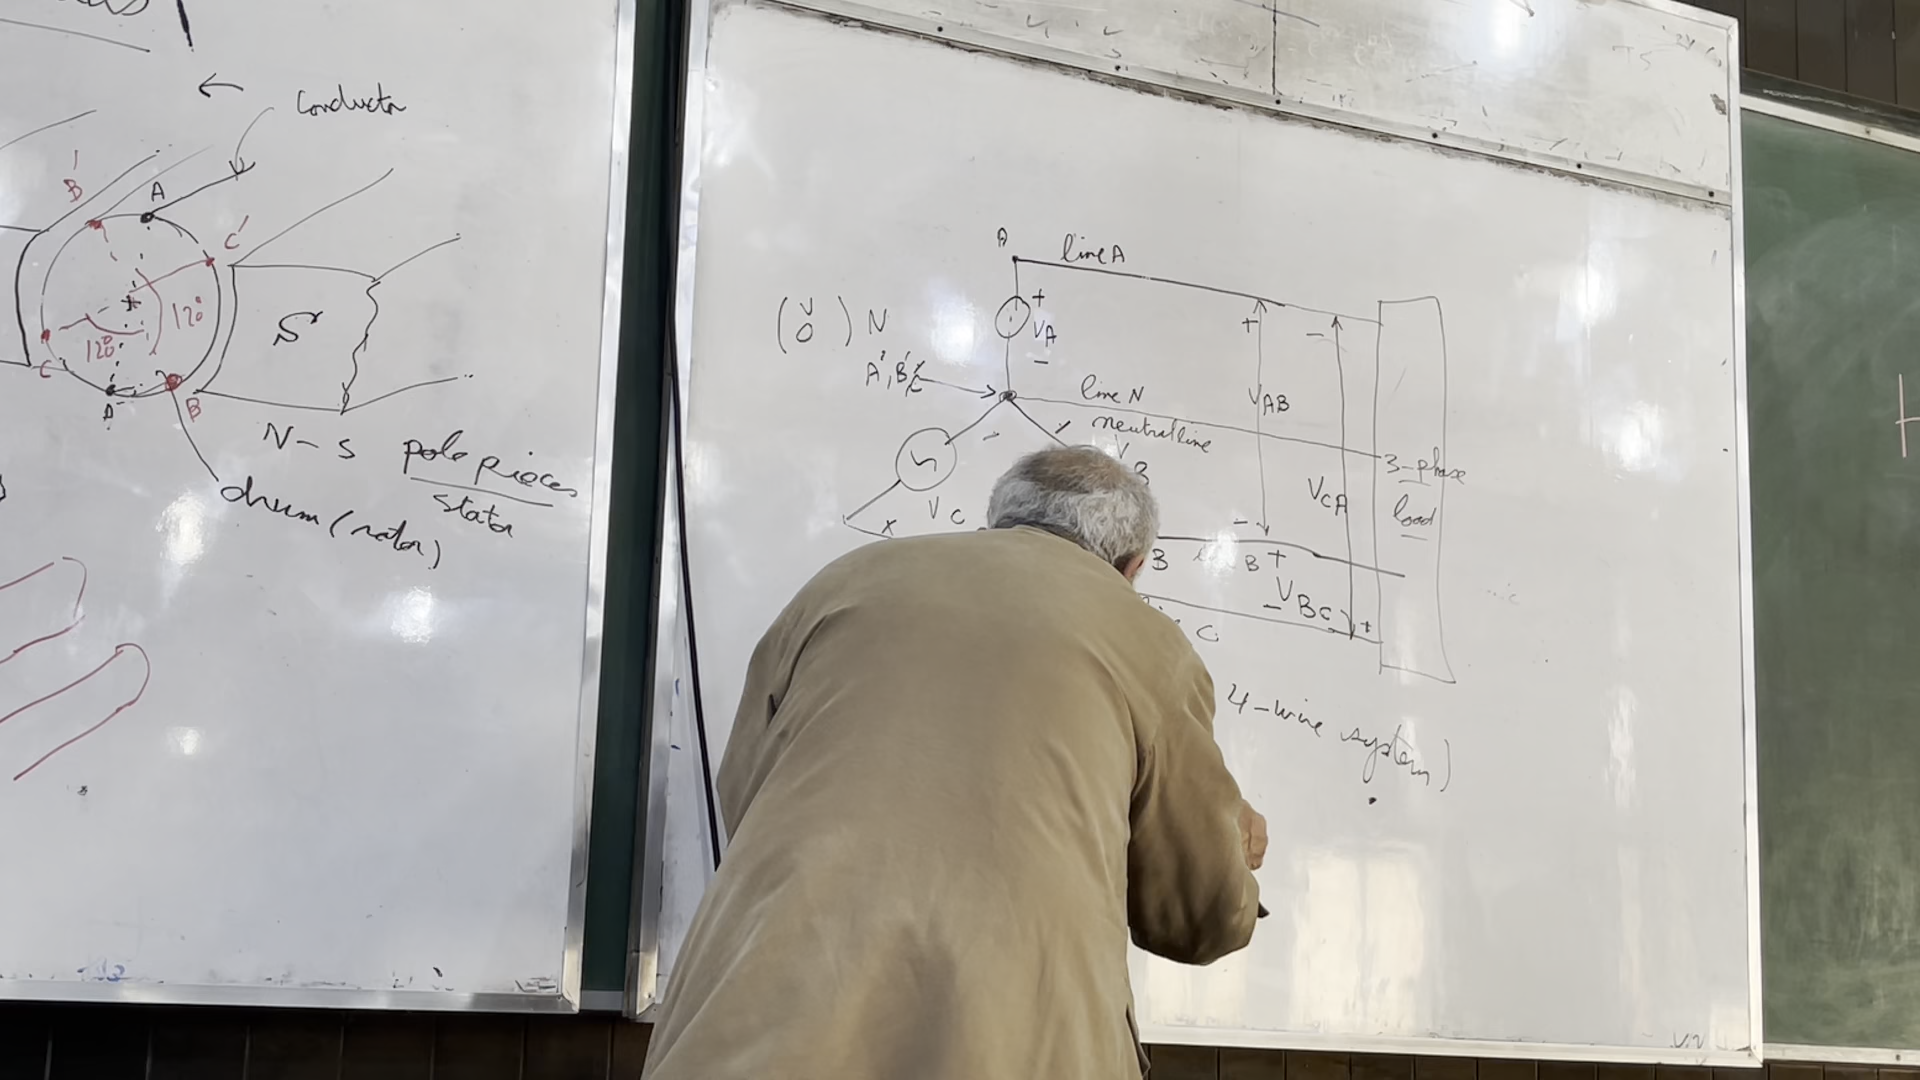 Conductor
B'
A
C'
120°
120°
S
C
A'
B
N-S pole pieces
stator
drum (rotor)
A
line A
+
VA
-
(V
0) N
A', B', C'
line N
neutral line
V
B
VC
+
-
VAB
-
VCA
3-phase
load
B
B
+
VBC
-
+
C
4-wire system)